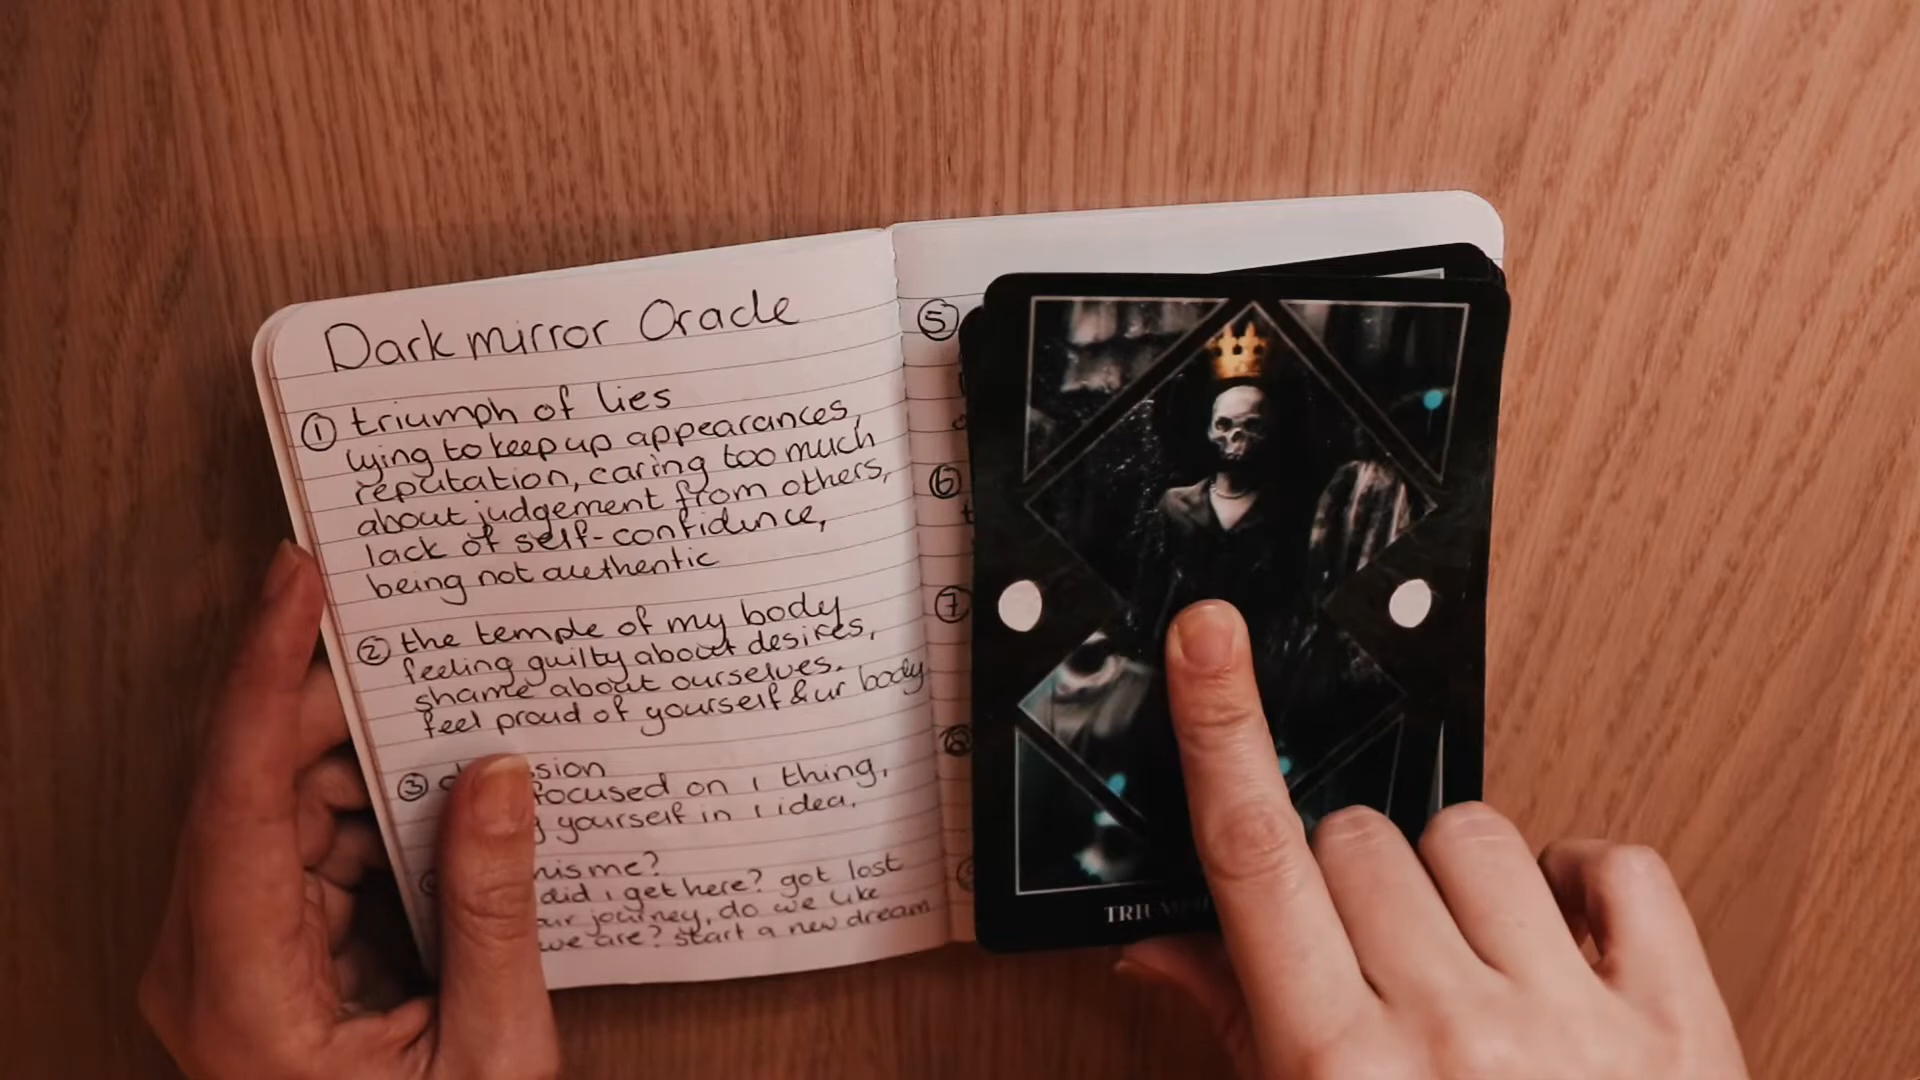 Dark mirror Oracle
① triumph of lies
lying to keep up appearances,
reputation, caring too much
about judgement from others,
lack of self-confidence,
being not authentic
② the temple of my body
feeling guilty about desires,
shame about ourselves.
feel proud of yourself & ur body
③
focused on 1 thing,
yourself in 1 idea.
me?
did i get here? got lost
journey, do we like
we are? start a new dream
⑤
⑥
⑦
⑧